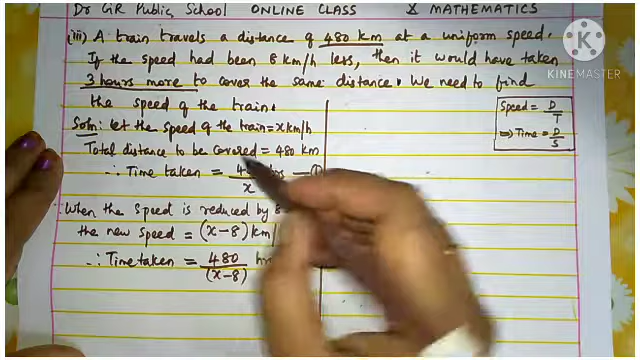 Dr GR Public School ONLINE CLASS X MATHEMATICS
(iii) A train travels a distance of 480 km at a uniform speed.
If the speed had been 8 km/h less, then it would have taken
3 hours more to cover the same distance. We need to find
the speed of the train.
Soln: Let the speed of the train = x km/h
Total distance to be covered = 480 km
∴ Time taken = 
x
When the speed is reduced by 8
the new speed = (x-8) km/
∴ Time taken = 480
(x-8)
Speed = D
T
⇒ Time = D
S
KINEMASTER